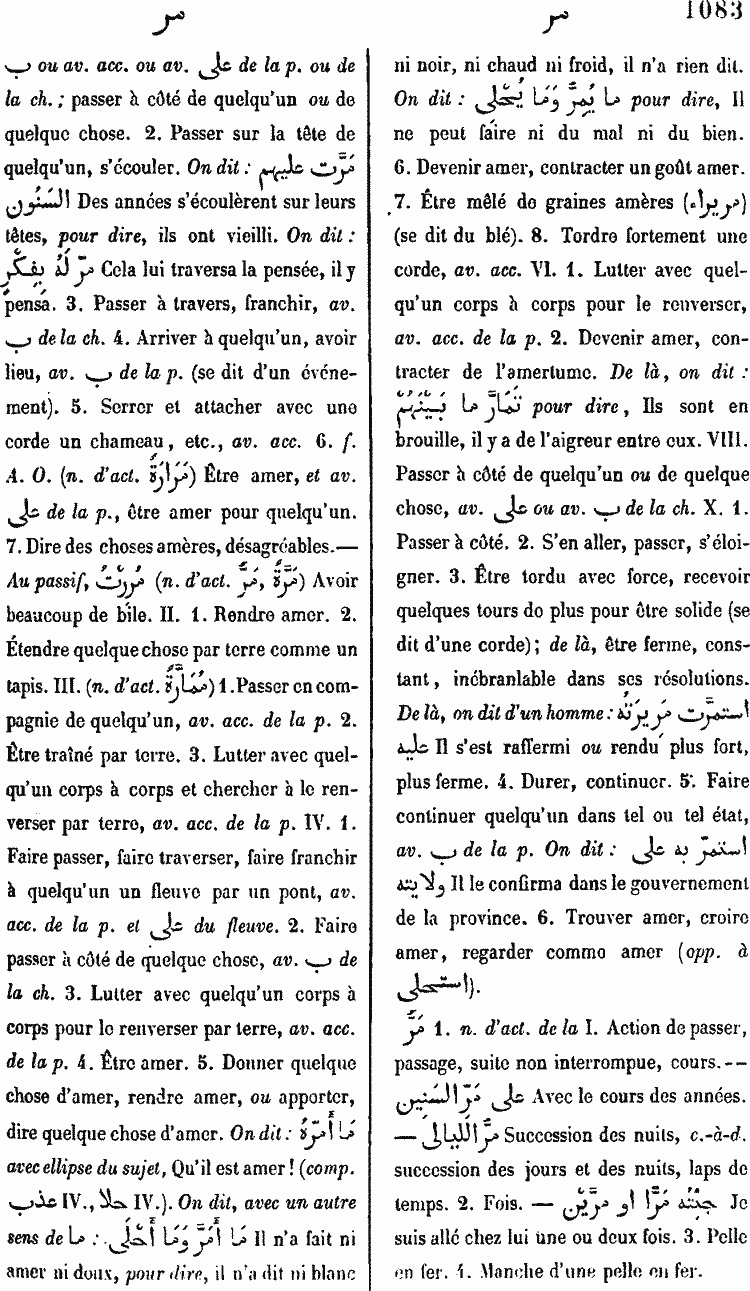 مر
مر
1083
ب ou av. acc. ou av. على de la p. ou de
la ch.; passer à côté de quelqu'un ou de
quelque chose. 2. Passer sur la tête de
quelqu'un, s'écouler. On dit : مَرَّت عليهم
السّنُون Des années s'écoulèrent sur leurs
têtes, pour dire, ils ont vieilli. On dit :
مرّ لَهُ بِفِكْرٍ Cela lui traversa la pensée, il y
pensa. 3. Passer à travers, franchir, av.
ب de la ch. 4. Arriver à quelqu'un, avoir
lieu, av. ب de la p. (se dit d'un événe-
ment). 5. Serrer et attacher avec une
corde un chameau, etc., av. acc. 6. f.
A. O. (n. d'act. مَرَارَةٌ) Être amer, et av.
على de la p., être amer pour quelqu'un.
7. Dire des choses amères, désagréables.—
Au passif, مُرِرْتُ (n. d'act. مَرٌّ, مَرَّةٌ) Avoir
beaucoup de bile. II. 1. Rendre amer. 2.
Étendre quelque chose par terre comme un
tapis. III. (n. d'act. مُمَارَّةٌ) 1. Passer en com-
pagnie de quelqu'un, av. acc. de la p. 2.
Être traîné par terre. 3. Lutter avec quel-
qu'un corps à corps et chercher à le ren-
verser par terre, av. acc. de la p. IV. 1.
Faire passer, faire traverser, faire franchir
à quelqu'un un fleuve par un pont, av.
acc. de la p. et على du fleuve. 2. Faire
passer à côté de quelque chose, av. ب de
la ch. 3. Lutter avec quelqu'un corps à
corps pour le renverser par terre, av. acc.
de la p. 4. Être amer. 5. Donner quelque
chose d'amer, rendre amer, ou apporter,
dire quelque chose d'amer. On dit : مَا أَمَرَّهُ
avec ellipse du sujet, Qu'il est amer ! (comp.
عذب IV., حلا IV.). On dit, avec un autre
sens de ما : مَا أَمَرَّ وَمَا أَحْلَى Il n'a fait ni
amer ni doux, pour dire, il n'a dit ni blanc
ni noir, ni chaud ni froid, il n'a rien dit.
On dit : ما يُمِرُّ وَمَا يُحْلِى pour dire, Il
ne peut faire ni du mal ni du bien.
6. Devenir amer, contracter un goût amer.
7. Être mêlé de graines amères (مريراء)
(se dit du blé). 8. Tordre fortement une
corde, av. acc. VI. 1. Lutter avec quel-
qu'un corps à corps pour le renverser,
av. acc. de la p. 2. Devenir amer, con-
tracter de l'amertume. De là, on dit :
تَمَارَّ ما بَيْنَهُمْ pour dire, Ils sont en
brouille, il y a de l'aigreur entre eux. VIII.
Passer à côté de quelqu'un ou de quelque
chose, av. على ou av. ب de la ch. X. 1.
Passer à côté. 2. S'en aller, passer, s'éloi-
gner. 3. Être tordu avec force, recevoir
quelques tours de plus pour être solide (se
dit d'une corde); de là, être ferme, cons-
tant, inébranlable dans ses résolutions.
De là, on dit d'un homme : استمرّت مَرِيرَتُهُ
عليه Il s'est raffermi ou rendu plus fort,
plus ferme. 4. Durer, continuer. 5. Faire
continuer quelqu'un dans tel ou tel état,
av. ب de la p. On dit : استمرّ به على
ولايته Il le confirma dans le gouvernement
de la province. 6. Trouver amer, croire
amer, regarder comme amer (opp. à
استحلى).
مَرٌّ 1. n. d'act. de la I. Action de passer,
passage, suite non interrompue, cours. —
على مَرِّ السِّنِين Avec le cours des années.
— مَرُّ اللّيالى Succession des nuits, c.-à-d.
succession des jours et des nuits, laps de
temps. 2. Fois. — جِئْتُه مَرًّا او مرَّيْن Je
suis allé chez lui une ou deux fois. 3. Pelle
en fer. 4. Manche d'une pelle en fer.